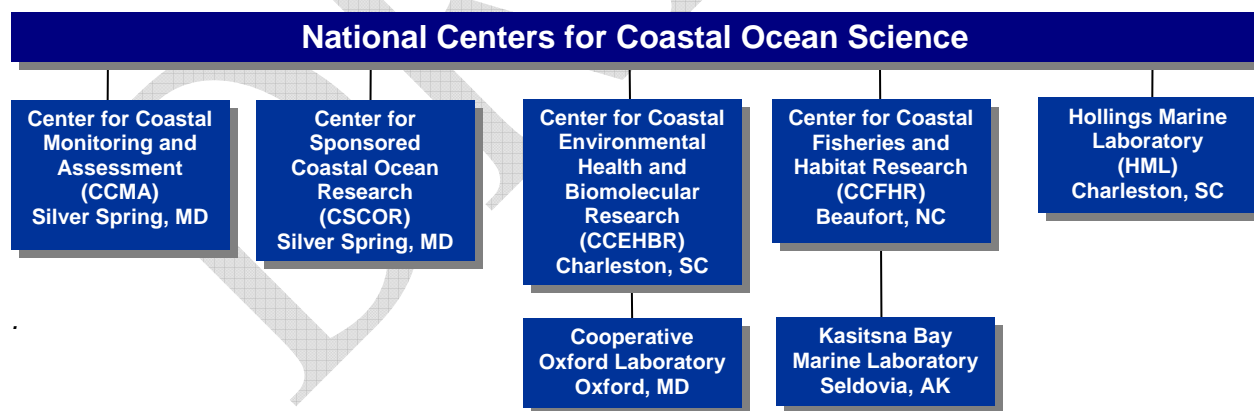 National Centers for Coastal Ocean Science
Center for Coastal
Monitoring and
Assessment
(CCMA)
Silver Spring, MD
Center for
Sponsored
Coastal Ocean
Research
(CSCOR)
Silver Spring, MD
Center for Coastal
Environmental
Health and
Biomolecular
Research
(CCEHBR)
Charleston, SC
Center for Coastal
Fisheries and
Habitat Research
(CCFHR)
Beaufort, NC
Hollings Marine
Laboratory
(HML)
Charleston, SC
.
Cooperative
Oxford Laboratory
Oxford, MD
Kasitsna Bay
Marine Laboratory
Seldovia, AK